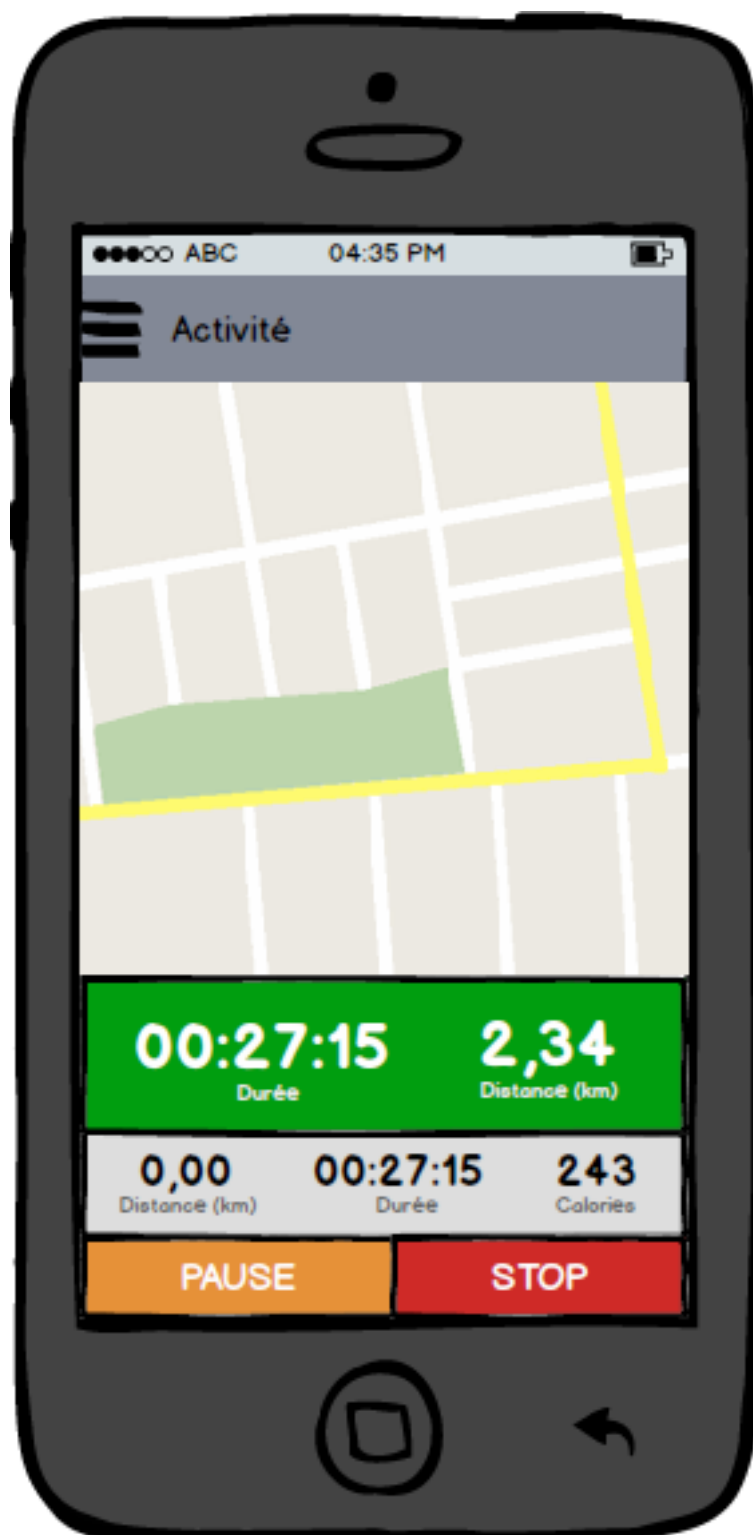 ABC 04:35 PM
Activité
00:27:15 2,34
Durée Distance (km)
0,00 00:27:15 243
Distance (km) Durée Calories
PAUSE STOP